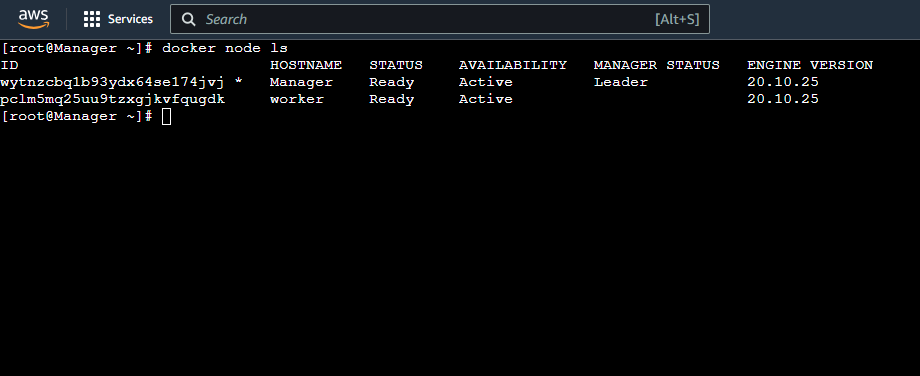 aws Services Search [Alt+S]
[root@Manager ~]# docker node ls
ID HOSTNAME STATUS AVAILABILITY MANAGER STATUS ENGINE VERSION
wytnzcbq1b93ydx64se174jvj * Manager Ready Active Leader 20.10.25
pclm5mq25uu9tzxgjkvfqugdk worker Ready Active 20.10.25
[root@Manager ~]#